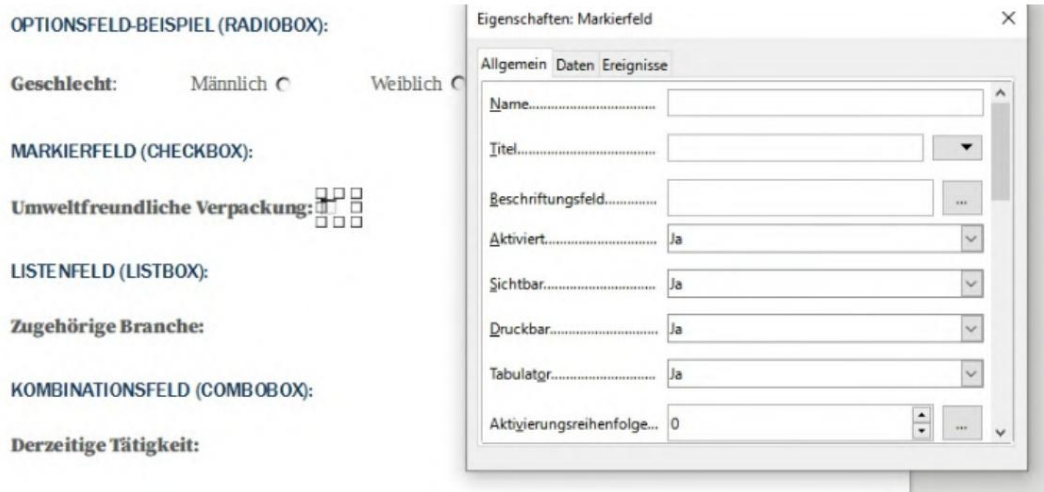 OPTIONSFELD-BEISPIEL (RADIOBOX):
Geschlecht: Männlich Weiblich
MARKIERFELD (CHECKBOX):
Umweltfreundliche Verpackung:
LISTENFELD (LISTBOX):
Zugehörige Branche:
KOMBINATIONSFELD (COMBOBOX):
Derzeitige Tätigkeit:
Eigenschaften: Markierfeld
Allgemein Daten Ereignisse
Name
Titel
Beschriftungsfeld ...
Aktiviert Ja
Sichtbar Ja
Druckbar Ja
Tabulator Ja
Aktivierungsreihenfolge... 0 ...